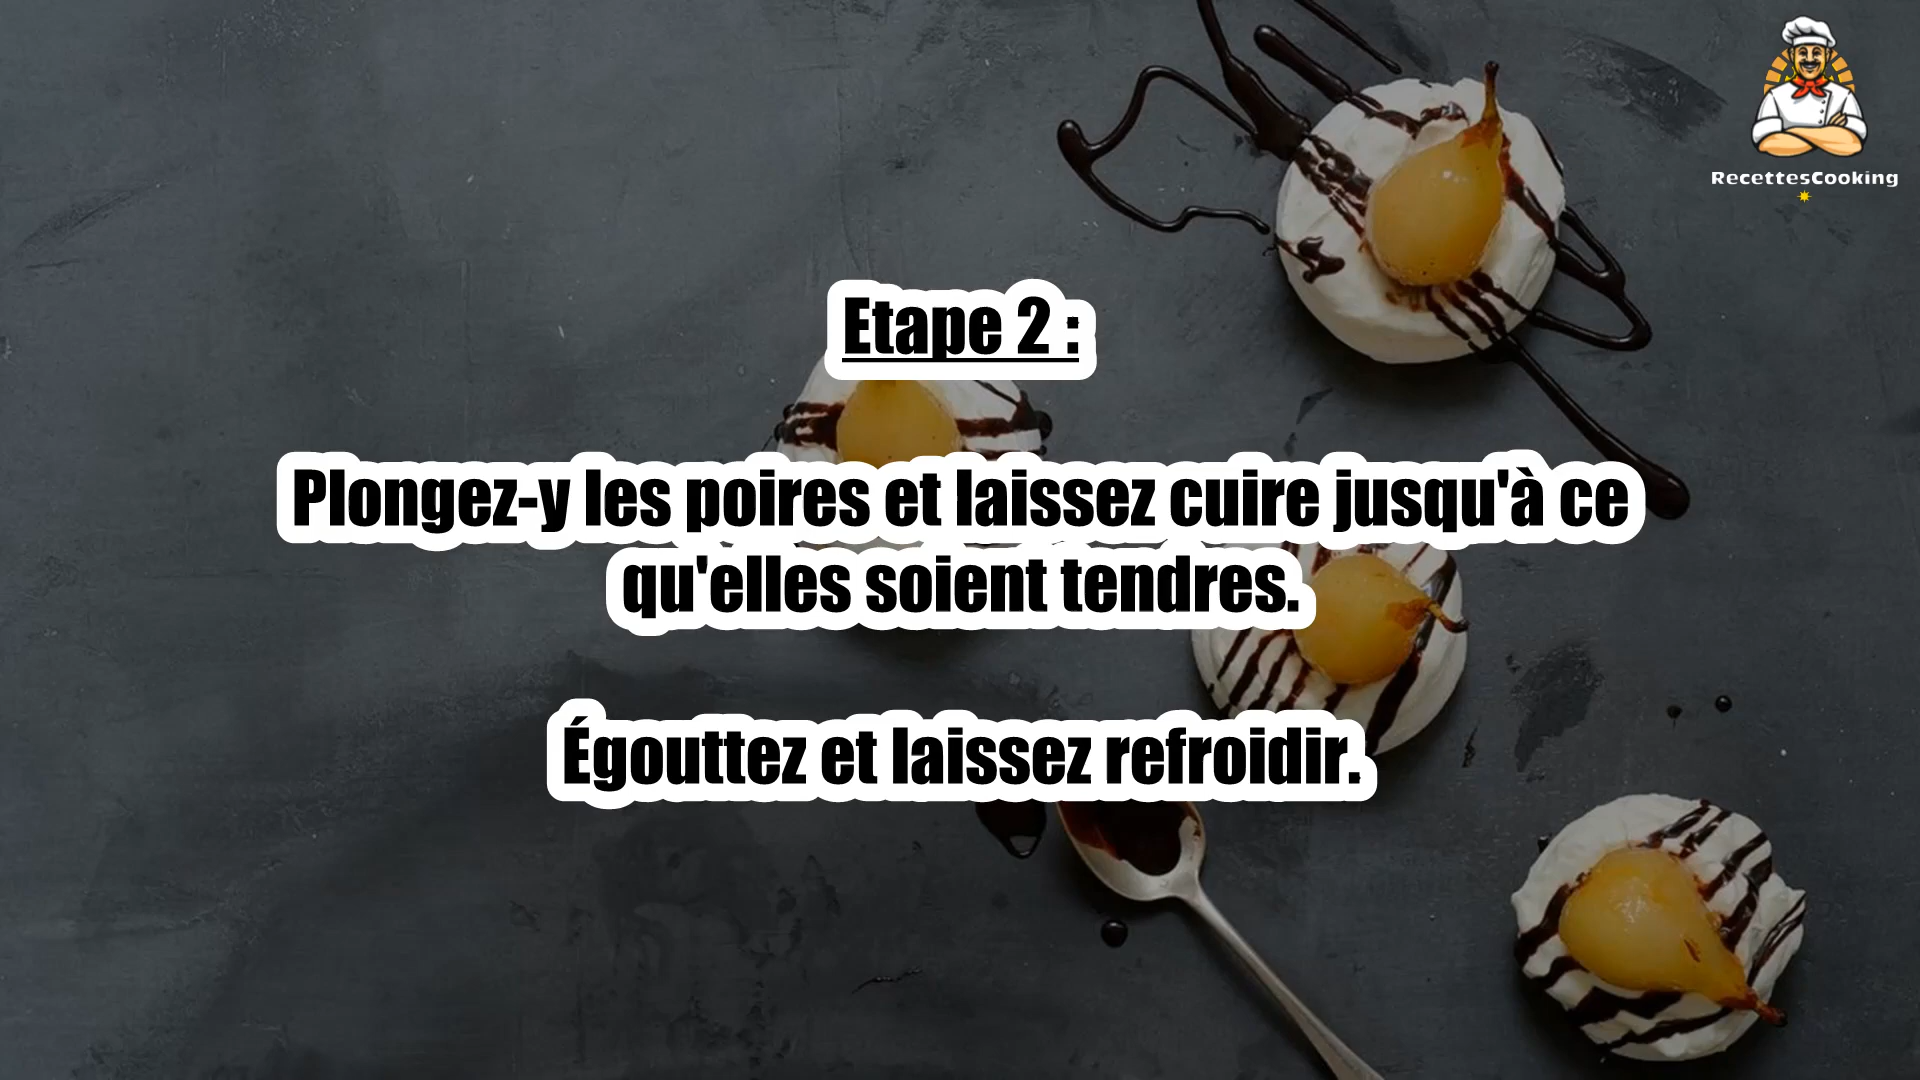 RecettesCooking
Etape 2 :
Plongez-y les poires et laissez cuire jusqu'à ce
qu'elles soient tendres.
Égouttez et laissez refroidir.